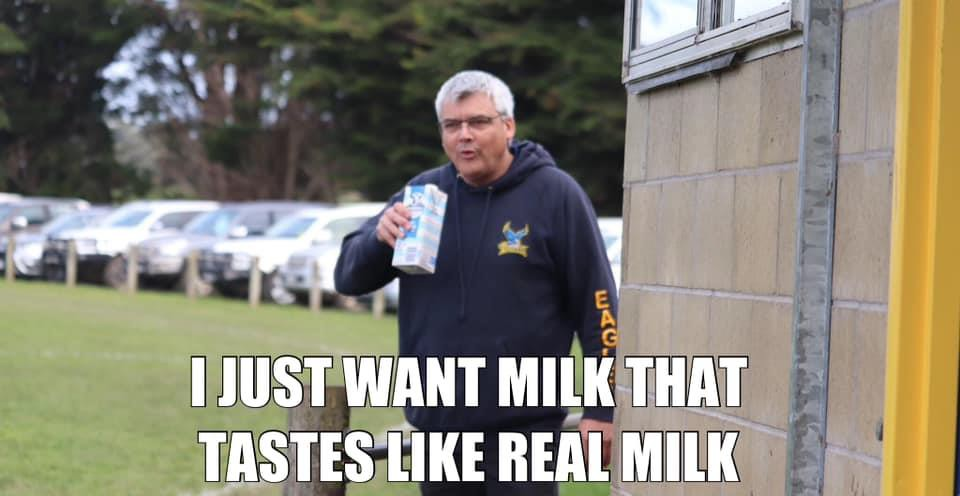 I JUST WANT MILK THAT
TASTES LIKE REAL MILK